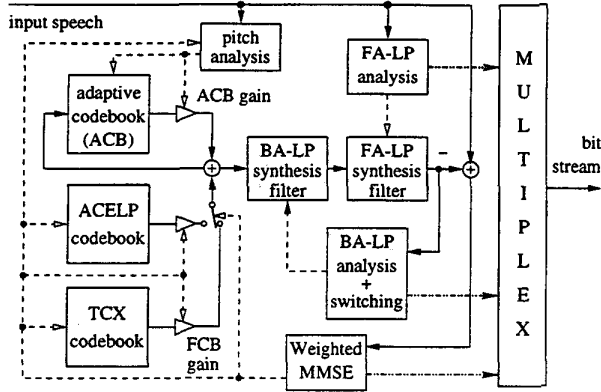 input speech
pitch
analysis
FA-LP
analysis
adaptive
codebook
(ACB)
ACB gain
BA-LP
synthesis
filter
FA-LP
synthesis
filter
−
ACELP
codebook
BA-LP
analysis
+
switching
TCX
codebook
FCB
gain
Weighted
MMSE
M
U
L
T
I
P
L
E
X
bit
stream